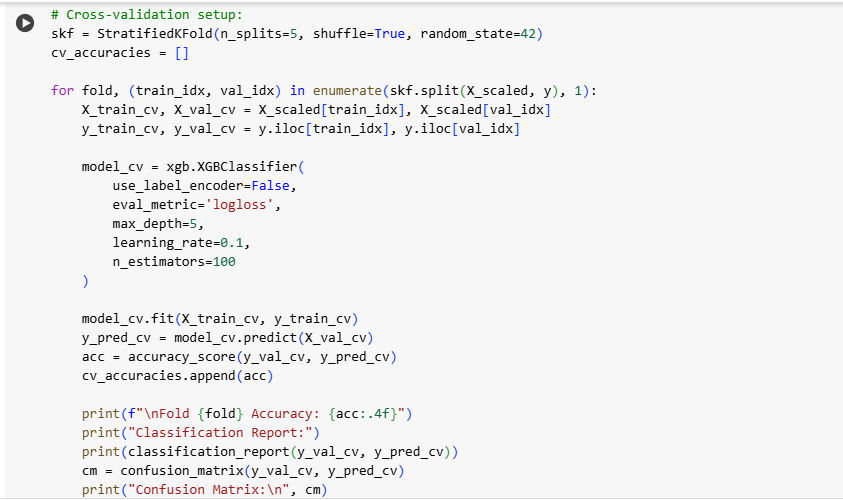 # Cross-validation setup:
skf = StratifiedKFold(n_splits=5, shuffle=True, random_state=42)
cv_accuracies = []

for fold, (train_idx, val_idx) in enumerate(skf.split(X_scaled, y), 1):
    X_train_cv, X_val_cv = X_scaled[train_idx], X_scaled[val_idx]
    y_train_cv, y_val_cv = y.iloc[train_idx], y.iloc[val_idx]

    model_cv = xgb.XGBClassifier(
        use_label_encoder=False,
        eval_metric='logloss',
        max_depth=5,
        learning_rate=0.1,
        n_estimators=100
    )

    model_cv.fit(X_train_cv, y_train_cv)
    y_pred_cv = model_cv.predict(X_val_cv)
    acc = accuracy_score(y_val_cv, y_pred_cv)
    cv_accuracies.append(acc)

    print(f"\nFold {fold} Accuracy: {acc:.4f}")
    print("Classification Report:")
    print(classification_report(y_val_cv, y_pred_cv))
    cm = confusion_matrix(y_val_cv, y_pred_cv)
    print("Confusion Matrix:\n", cm)